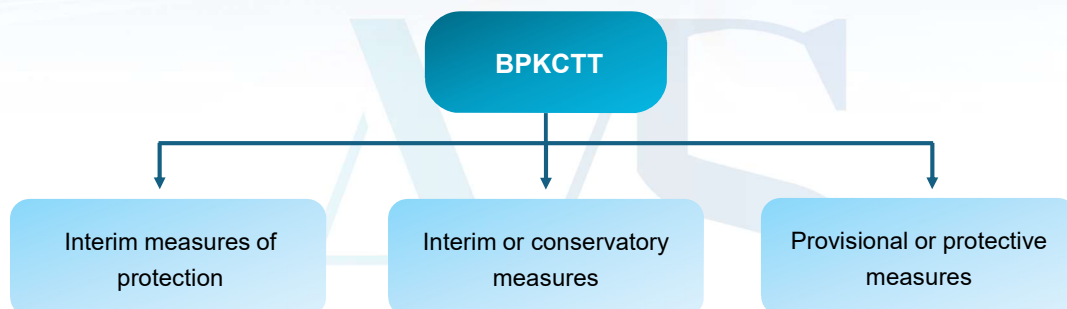 BPKCTT
Interim measures of
protection
Interim or conservatory
measures
Provisional or protective
measures